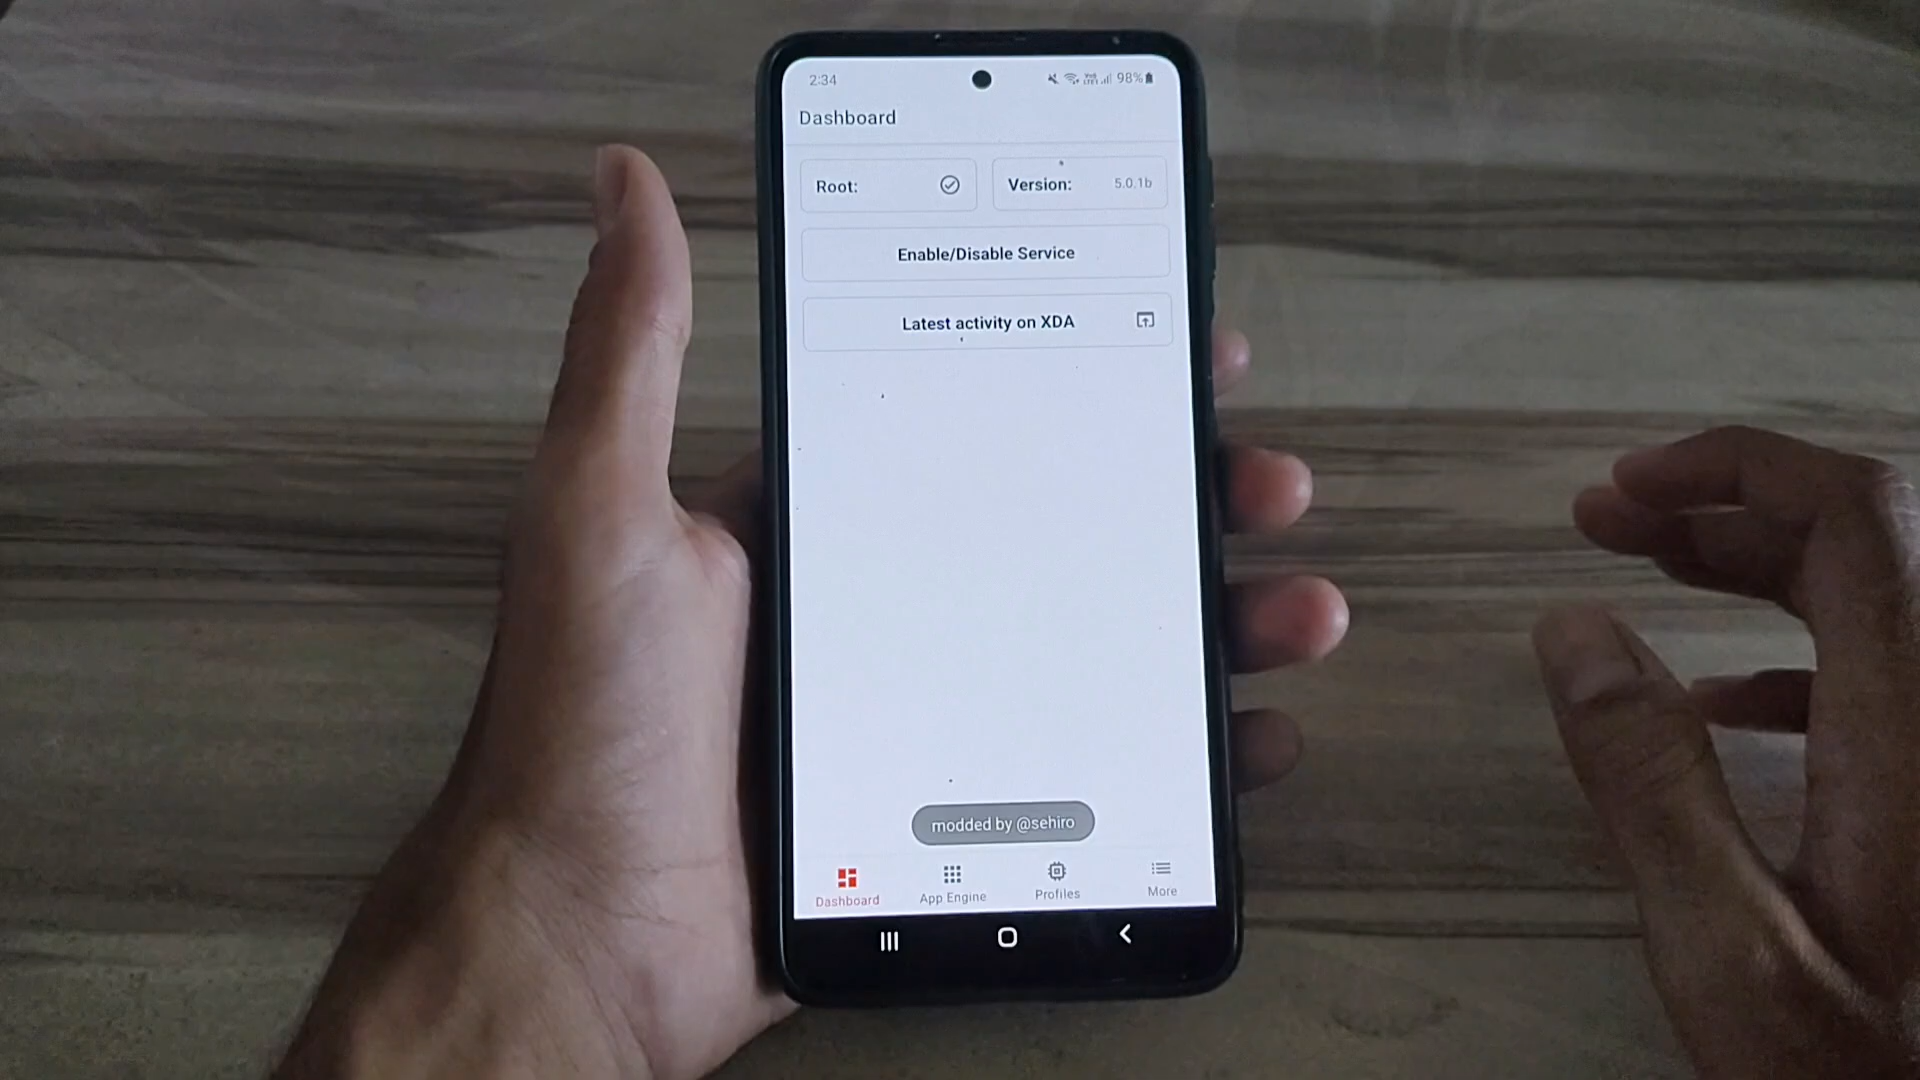 2:34
98%
Dashboard
Root:
Version: 5.0.1b
Enable/Disable Service
Latest activity on XDA
modded by @sehiro
Dashboard
App Engine
Profiles
More